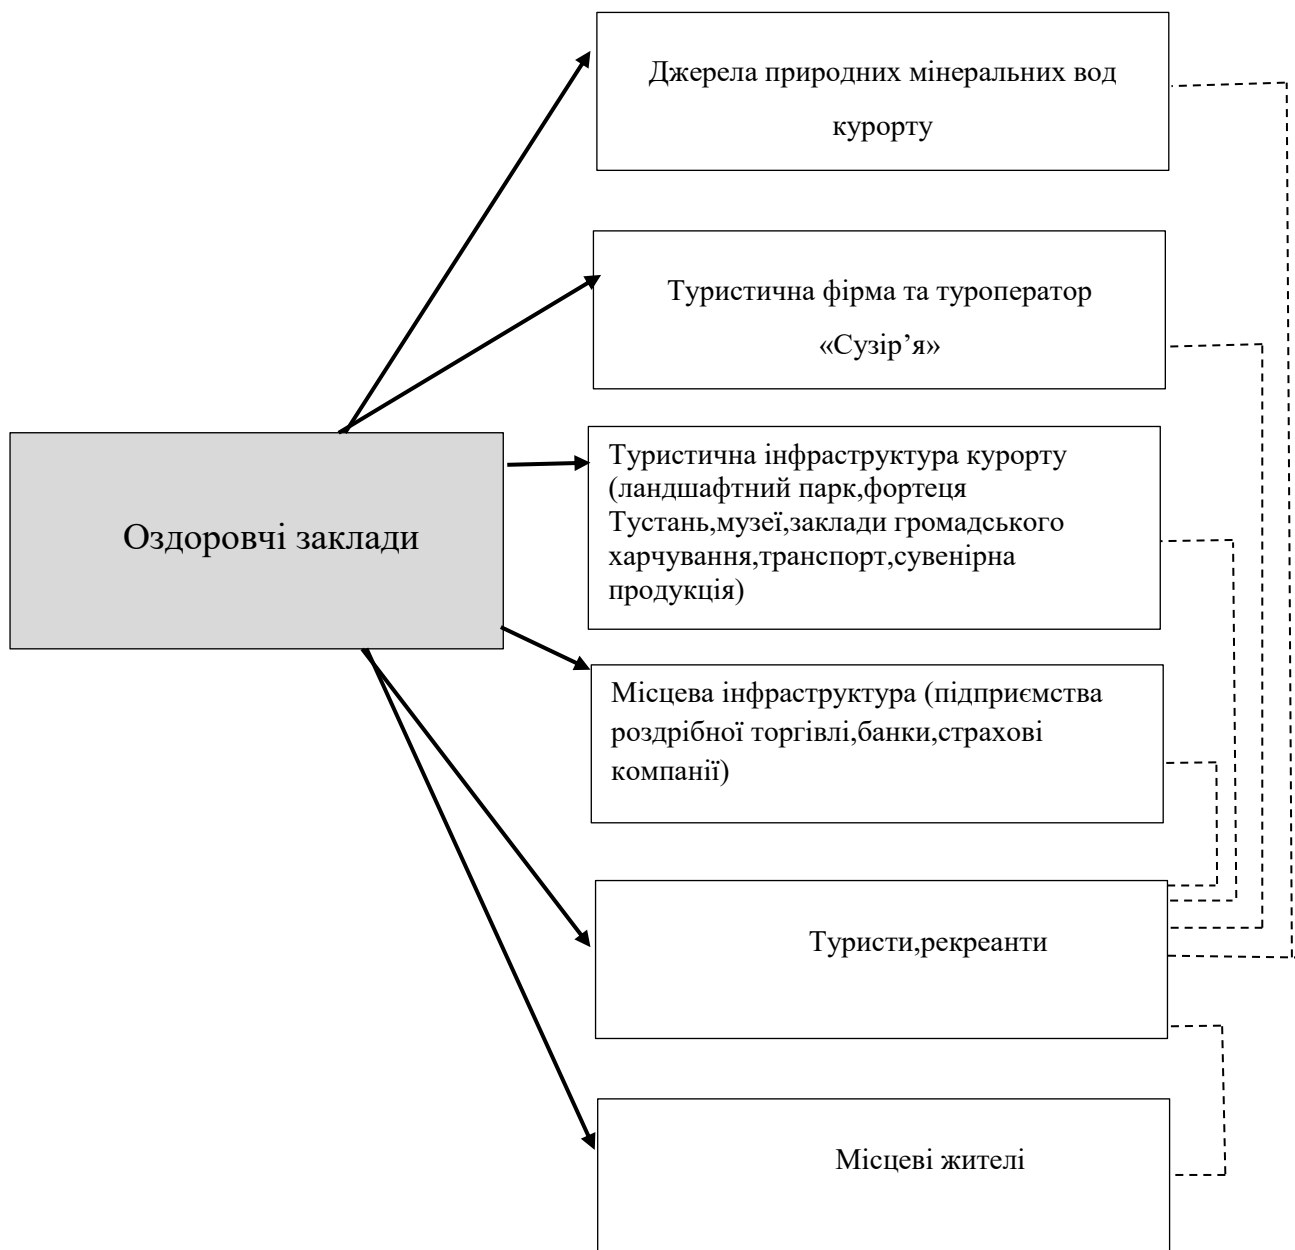 Джерела природних мінеральних вод
курорту
Туристична фірма та туроператор
«Сузір’я»
Оздоровчі заклади
Туристична інфраструктура курорту
(ландшафтний парк,фортеця
Тустань,музеї,заклади громадського
харчування,транспорт,сувенірна
продукція)
Місцева інфраструктура (підприємства
роздрібної торгівлі,банки,страхові
компанії)
Туристи,рекреанти
Місцеві жителі